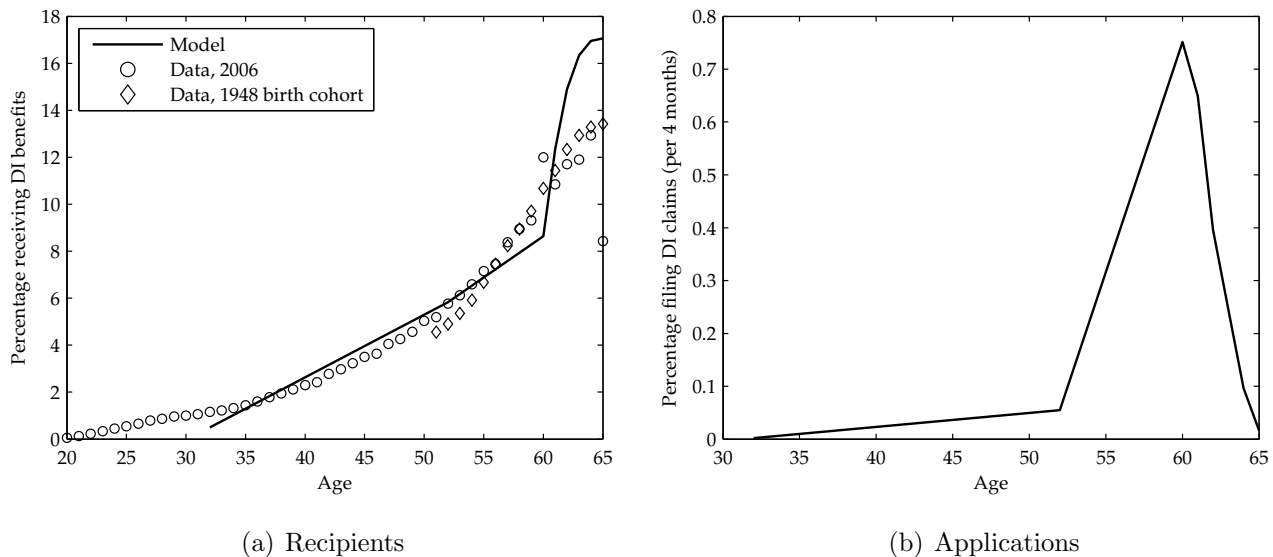 Percentage receiving DI benefits
18
16
14
12
10
8
6
4
2
0
Model
Data, 2006
Data, 1948 birth cohort
20 25 30 35 40 45 50 55 60 65
Age
(a) Recipients
Percentage filing DI claims (per 4 months)
0.8
0.7
0.6
0.5
0.4
0.3
0.2
0.1
0
30 35 40 45 50 55 60 65
Age
(b) Applications